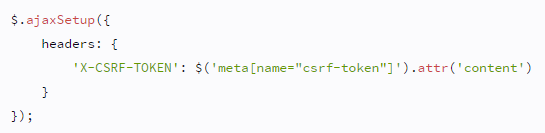 $.ajaxSetup({
    headers: {
        'X-CSRF-TOKEN': $('meta[name="csrf-token"]').attr('content')
    }
});